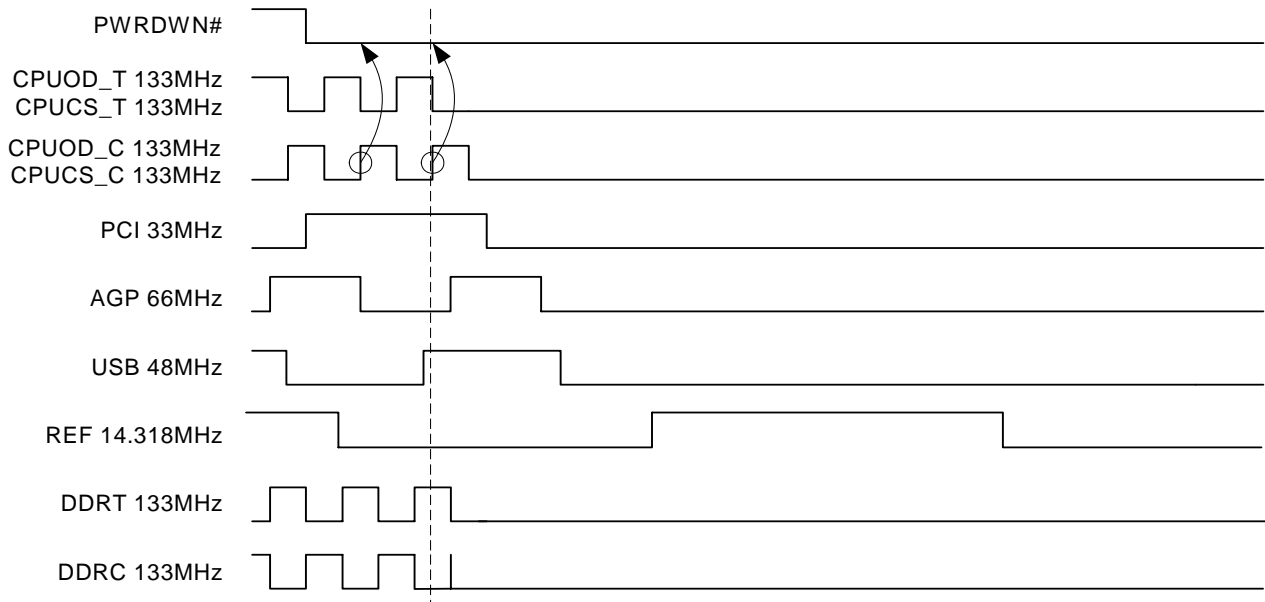 PWRDWN#
CPUOD_T 133MHz
CPUCS_T 133MHz
CPUOD_C 133MHz
CPUCS_C 133MHz
PCI 33MHz
AGP 66MHz
USB 48MHz
REF 14.318MHz
DDRT 133MHz
DDRC 133MHz